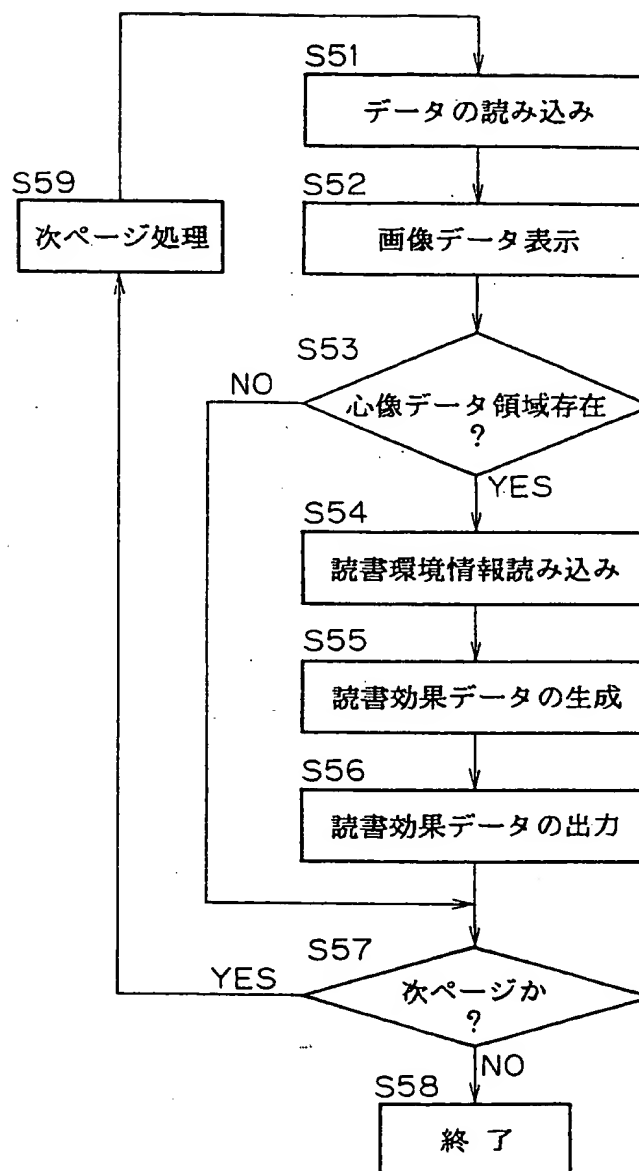 S51
データの読み込み
S59
次ページ処理
S52
画像データ表示
S53
NO
心像データ領域存在
?
YES
S54
読書環境情報読み込み
S55
読書効果データの生成
S56
読書効果データの出力
S57
YES
次ページか
?
NO
S58
終 了